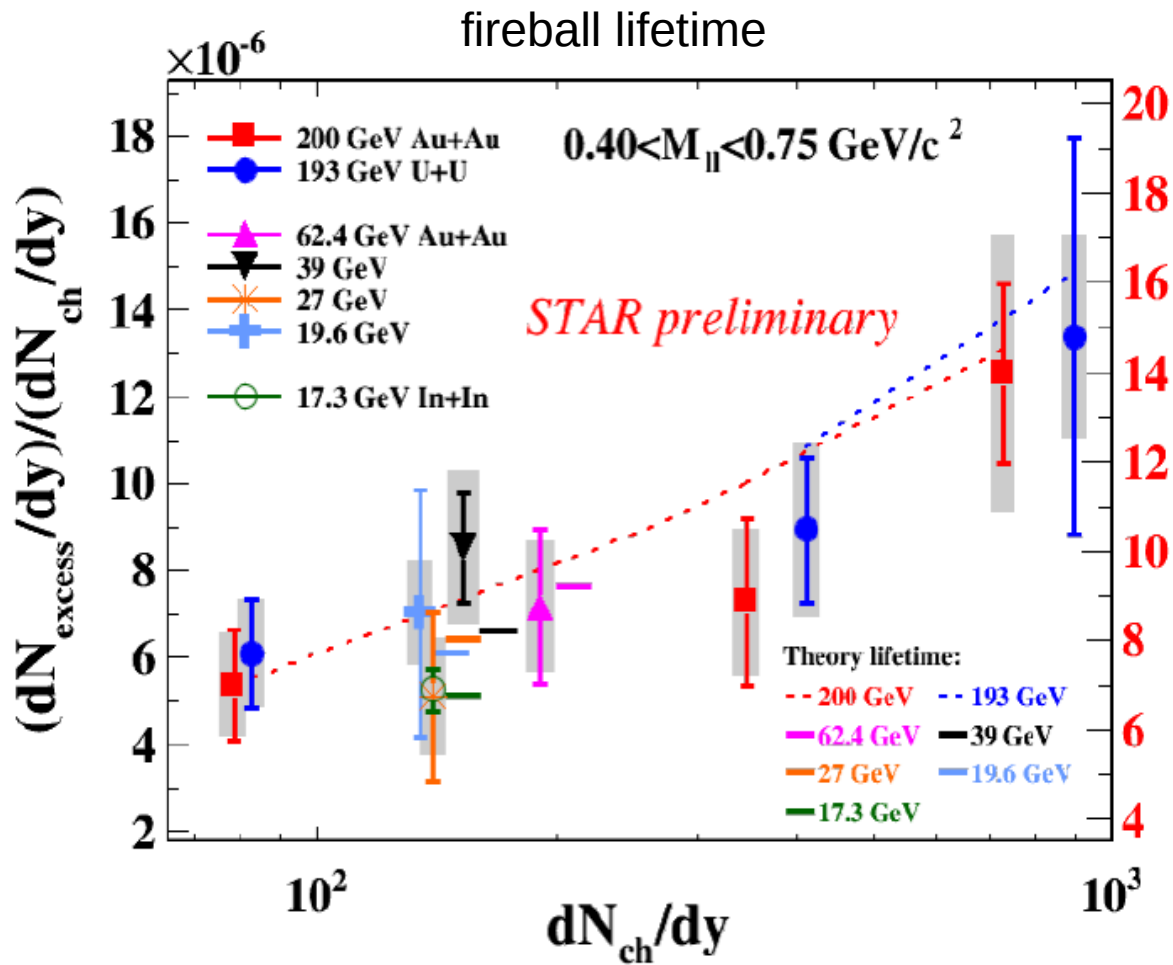 fireball lifetime
×10⁻⁶
(dN_excess/dy)/(dN_ch/dy)
18
16
14
12
10
8
6
4
2
200 GeV Au+Au
193 GeV U+U
62.4 GeV Au+Au
39 GeV
27 GeV
19.6 GeV
17.3 GeV In+In
0.40<M_ll<0.75 GeV/c ²
STAR preliminary
Theory lifetime:
200 GeV 193 GeV
62.4 GeV 39 GeV
27 GeV 19.6 GeV
17.3 GeV
20
18
16
14
12
10
8
6
4
10² 10³
dN_ch/dy